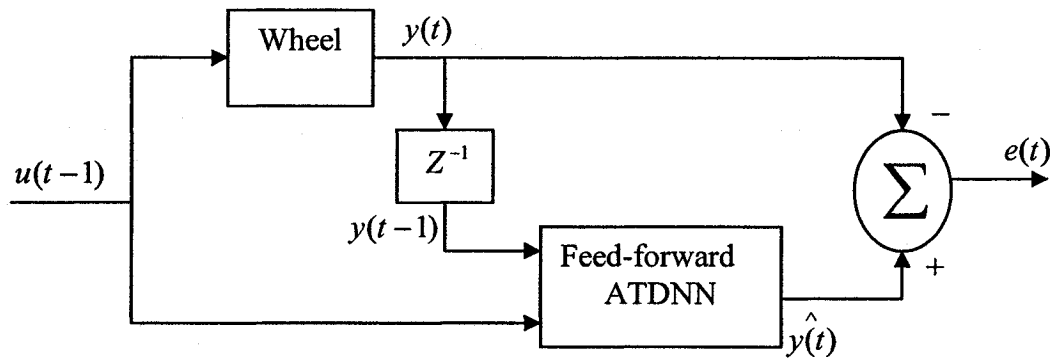 Wheel
y(t)
−
Z⁻¹
e(t)
u(t−1)
Σ
y(t−1)
Feed-forward
ATDNN
+
ŷ(t)